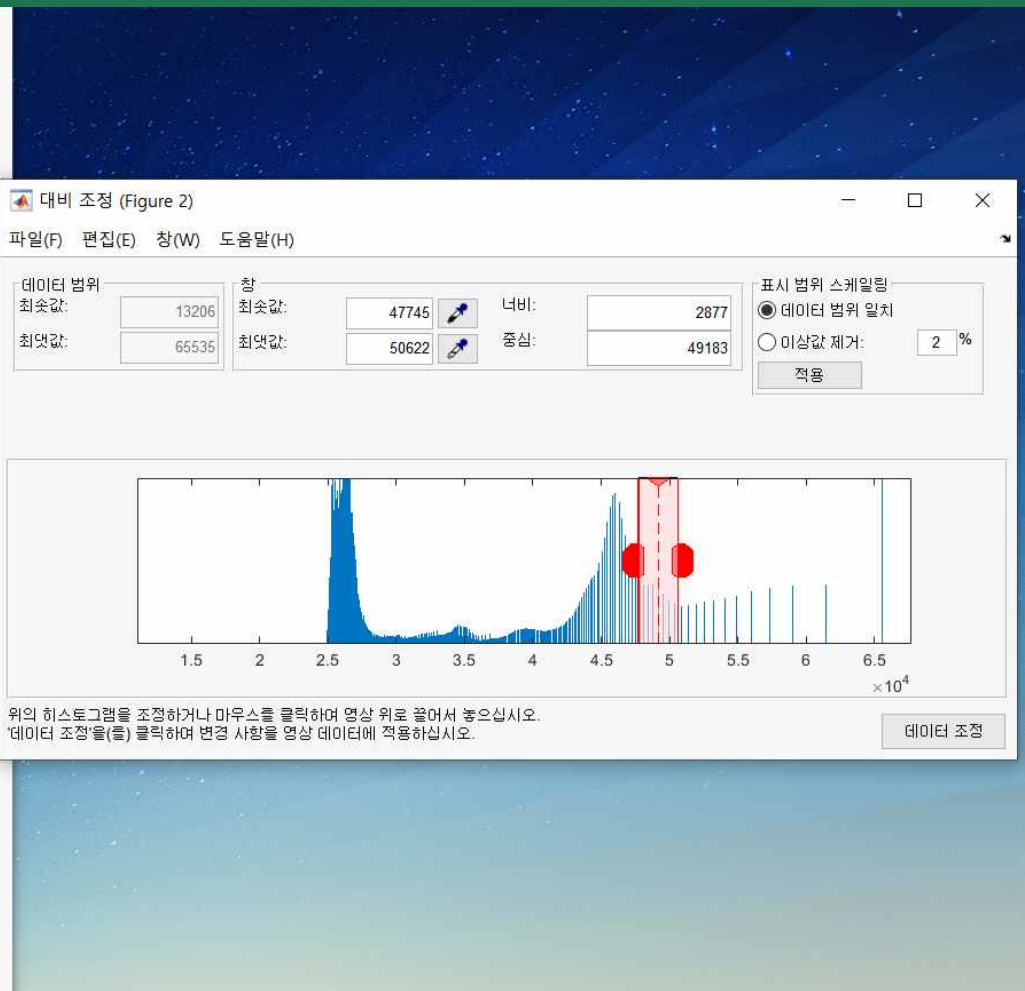 대비 조정 (Figure 2)
파일(F) 편집(E) 창(W) 도움말(H)
데이터 범위
최솟값: 13206
최댓값: 65535
창
최솟값: 47745
최댓값: 50622
너비: 2877
중심: 49183
표시 범위 스케일링
데이터 범위 일치
이상값 제거: 2 %
적용
1.5 2 2.5 3 3.5 4 4.5 5 5.5 6 6.5
×10⁴
위의 히스토그램을 조정하거나 마우스를 클릭하여 영상 위로 끌어서 놓으십시오.
'데이터 조정'을(를) 클릭하여 변경 사항을 영상 데이터에 적용하십시오.
데이터 조정